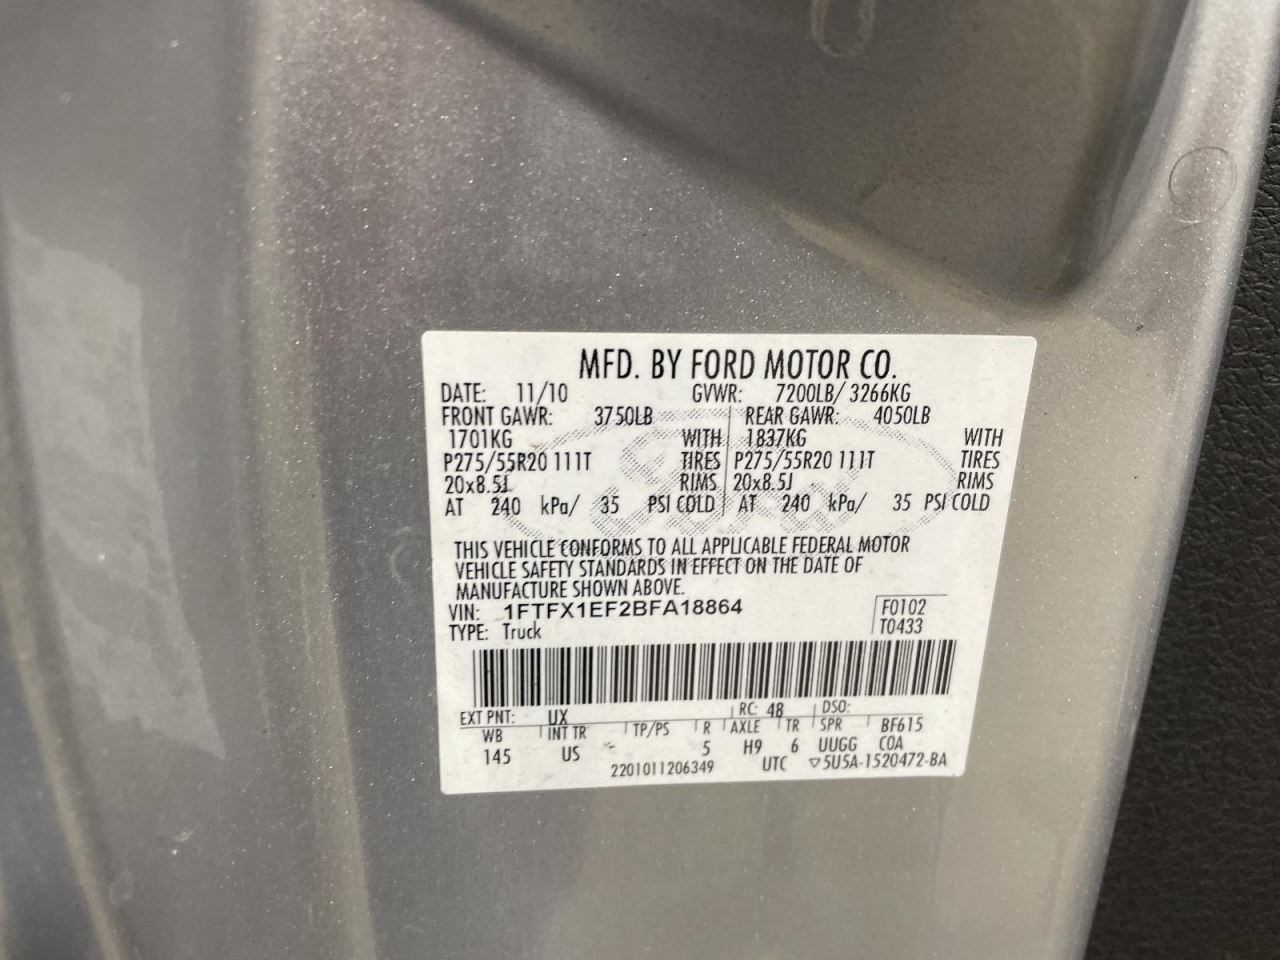 MFD. BY FORD MOTOR CO.
DATE: 11/10 GVWR: 7200LB/ 3266KG
FRONT GAWR: 3750LB REAR GAWR: 4050LB
1701KG WITH 1837KG WITH
P275/55R20 111T TIRES P275/55R20 111T TIRES
20x8.5J RIMS 20x8.5J RIMS
AT 240 kPa/ 35 PSI COLD AT 240 kPa/ 35 PSI COLD
Ford
THIS VEHICLE CONFORMS TO ALL APPLICABLE FEDERAL MOTOR
VEHICLE SAFETY STANDARDS IN EFFECT ON THE DATE OF
MANUFACTURE SHOWN ABOVE.
VIN: 1FTFX1EF2BFA18864 F0102
TYPE: Truck T0433
EXT PNT: UX RC: 48 DSO:
WB INT TR TP/PS R AXLE TR SPR BF615
145 US 5 H9 6 UUGG COA
2201011206349 UTC ▽5U5A-1520472-BA